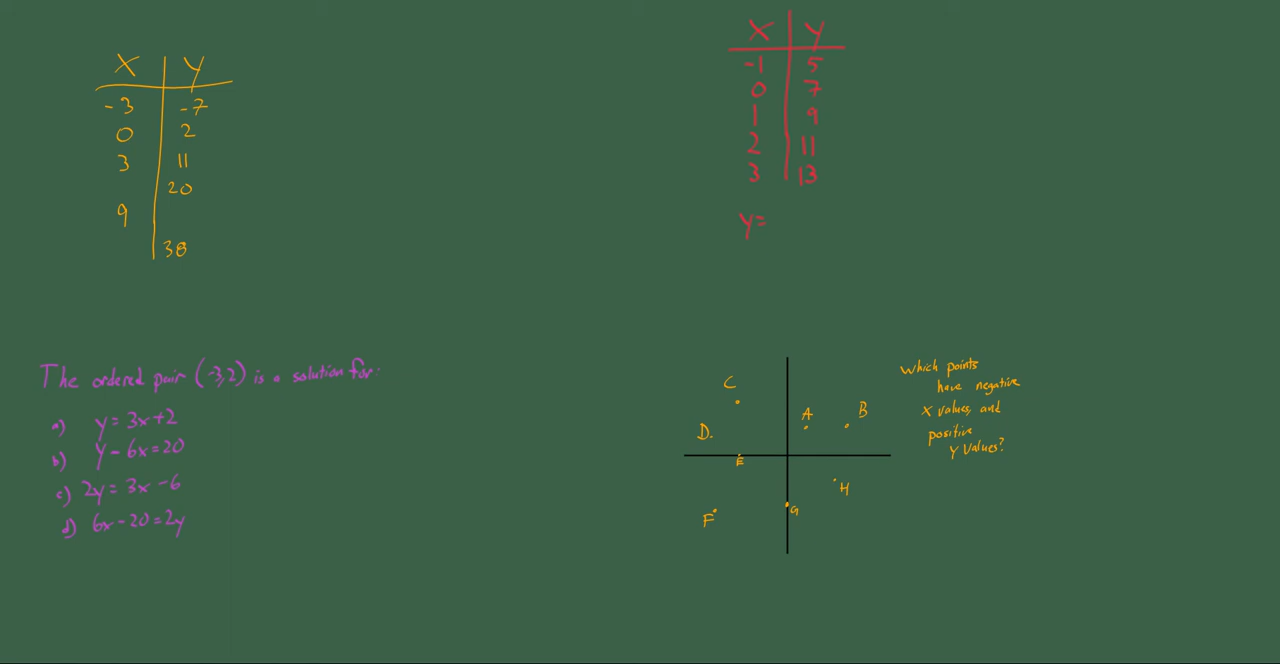 X Y
-3 -7
0 2
3 11
20
9
38
X Y
-1 5
0 7
1 9
2 11
3 13
y=
The ordered pair (-3,2) is a solution for:
a) y=3x+2
b) y-6x=20
c) 2y=3x-6
d) 6x-20=2y
C
A
B
D
E
H
G
F
Which points
have negative
X values, and
positive
Y values?